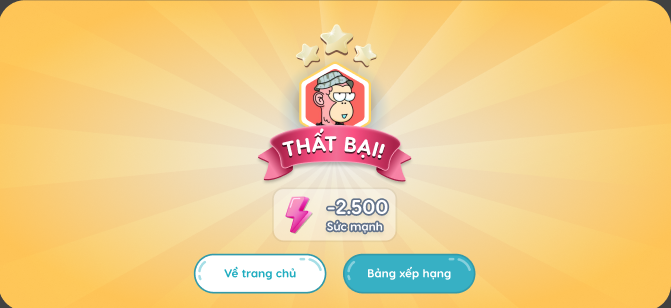 THẤT BẠI!
-2.500
Sức mạnh
Về trang chủ
Bảng xếp hạng